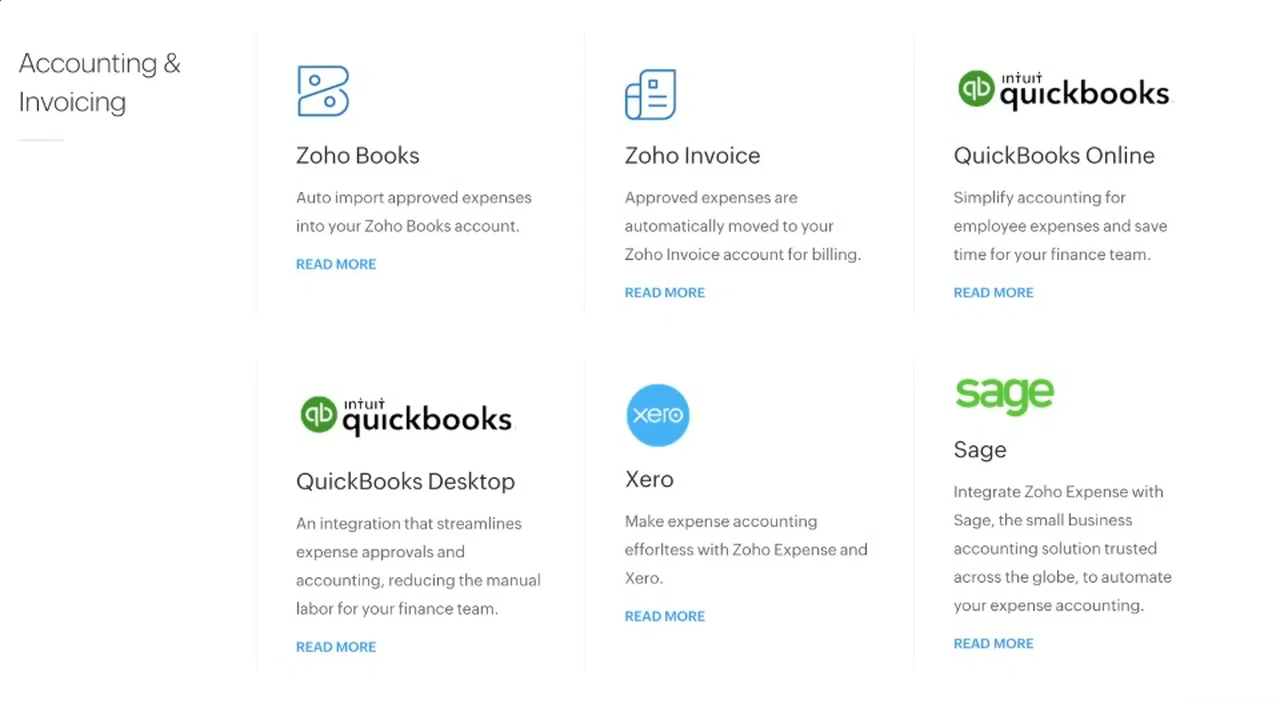 Accounting &
Invoicing
Zoho Books
Auto import approved expenses
into your Zoho Books account.
READ MORE
Zoho Invoice
Approved expenses are
automatically moved to your
Zoho Invoice account for billing.
READ MORE
qb intuit
quickbooks
QuickBooks Online
Simplify accounting for
employee expenses and save
time for your finance team.
READ MORE
qb intuit
quickbooks
QuickBooks Desktop
An integration that streamlines
expense approvals and
accounting, reducing the manual
labor for your finance team.
READ MORE
xero
Xero
Make expense accounting
efforltess with Zoho Expense and
Xero.
READ MORE
sage
Sage
Integrate Zoho Expense with
Sage, the small business
accounting solution trusted
across the globe, to automate
your expense accounting.
READ MORE